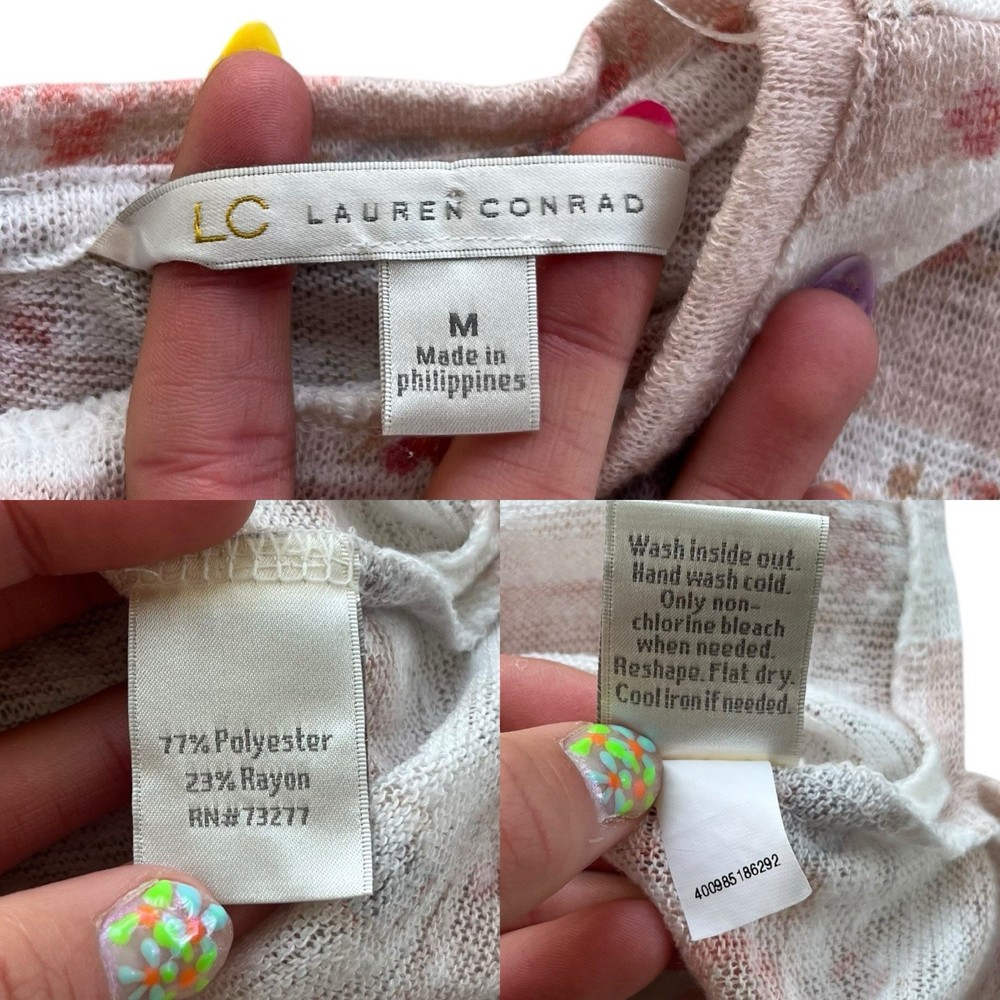 LC LAUREN CONRAD
M
Made in
philippines
77% Polyester
23% Rayon
RN#73277
Wash inside out.
Hand wash cold.
Only non-
chlorine bleach
when needed.
Reshape. Flat dry.
Cool iron if needed.
400985186292